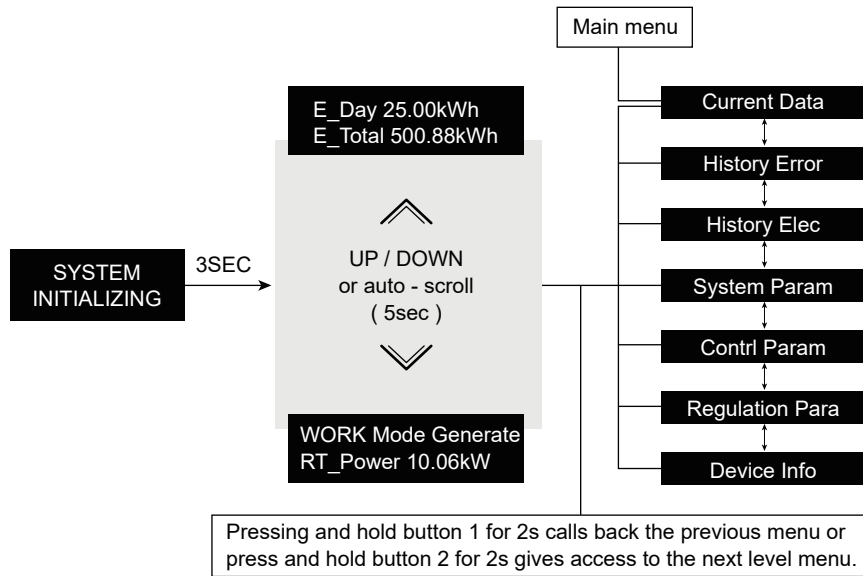 Main menu
E_Day 25.00kWh
E_Total 500.88kWh
SYSTEM
INITIALIZING
3SEC
UP / DOWN
or auto - scroll
( 5sec )
WORK Mode Generate
RT_Power 10.06kW
Current Data
History Error
History Elec
System Param
Contrl Param
Regulation Para
Device Info
Pressing and hold button 1 for 2s calls back the previous menu or
press and hold button 2 for 2s gives access to the next level menu.